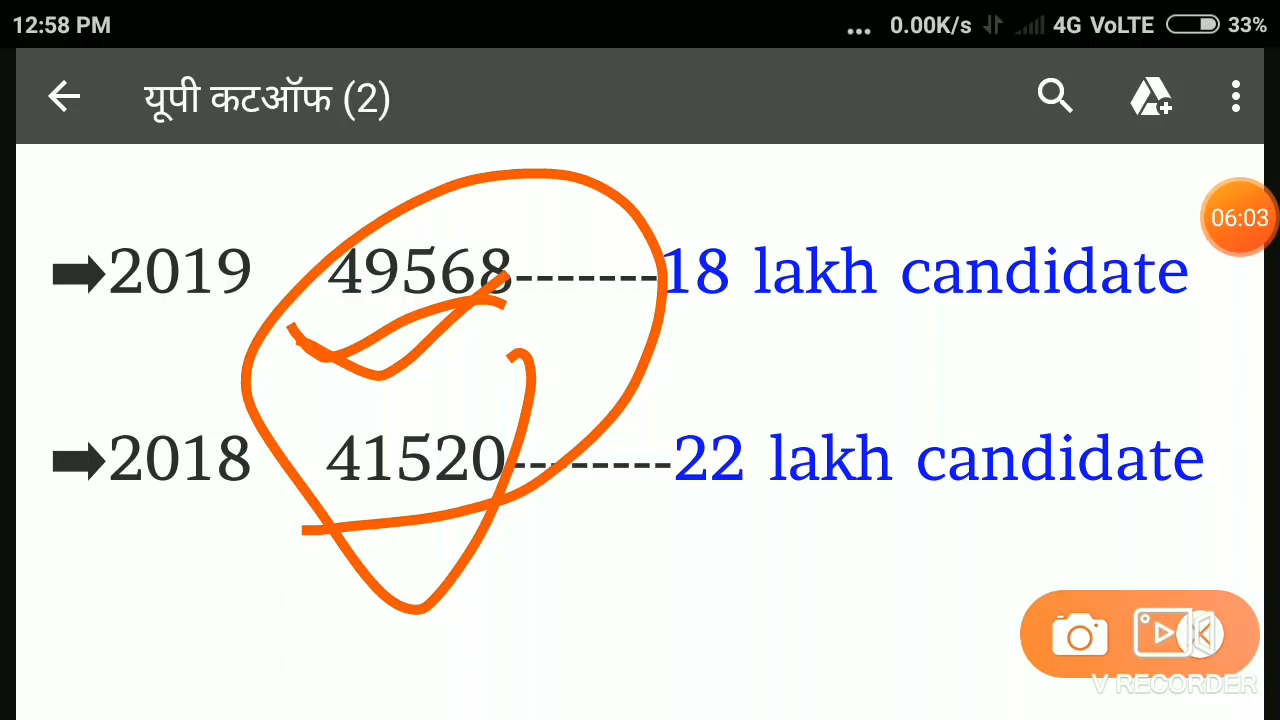 12:58 PM ... 0.00K/s 4G VoLTE 33%
यूपी कटऑफ (2)
06:03
➡2019 49568-------18 lakh candidate
➡2018 41520--------22 lakh candidate
V RECORDER